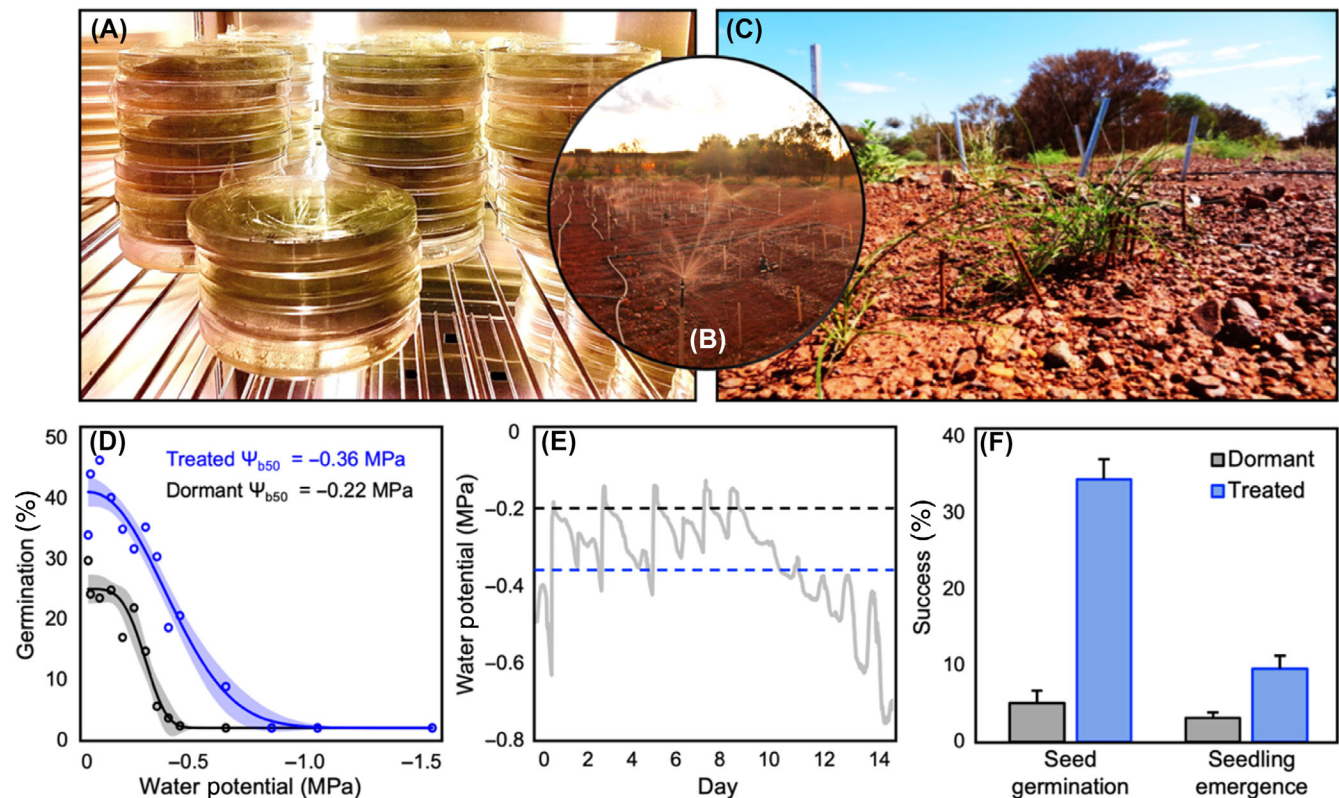 (A)
(B)
(C)
(D)
Treated Ψb50 = −0.36 MPa
Dormant Ψb50 = −0.22 MPa
Germination (%)
50
40
30
20
10
0
0 −0.5 −1.0 −1.5
Water potential (MPa)
(E)
Water potential (MPa)
0
−0.2
−0.4
−0.6
−0.8
0 2 4 6 8 10 12 14
Day
(F)
Dormant
Treated
Success (%)
40
30
20
10
0
Seed
germination
Seedling
emergence